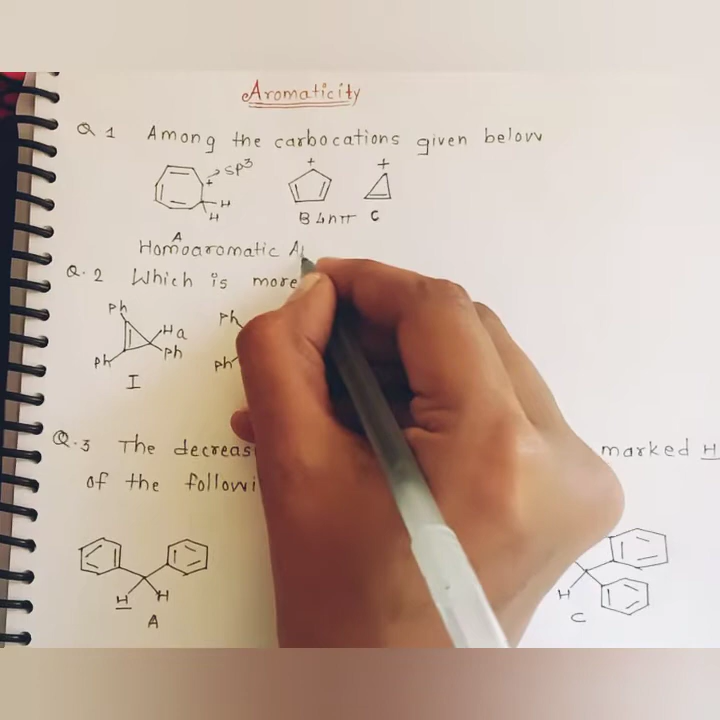 Aromaticity
Q 1 Among the carbocations given below
+ sp3 + +
H
H
A B 4nπ C
Homoaromatic A
Q.2 Which is more
Ph Ha Ph
Ph Ph Ph
I
Q.3 The decreas marked H
of the followi
H H H
A C